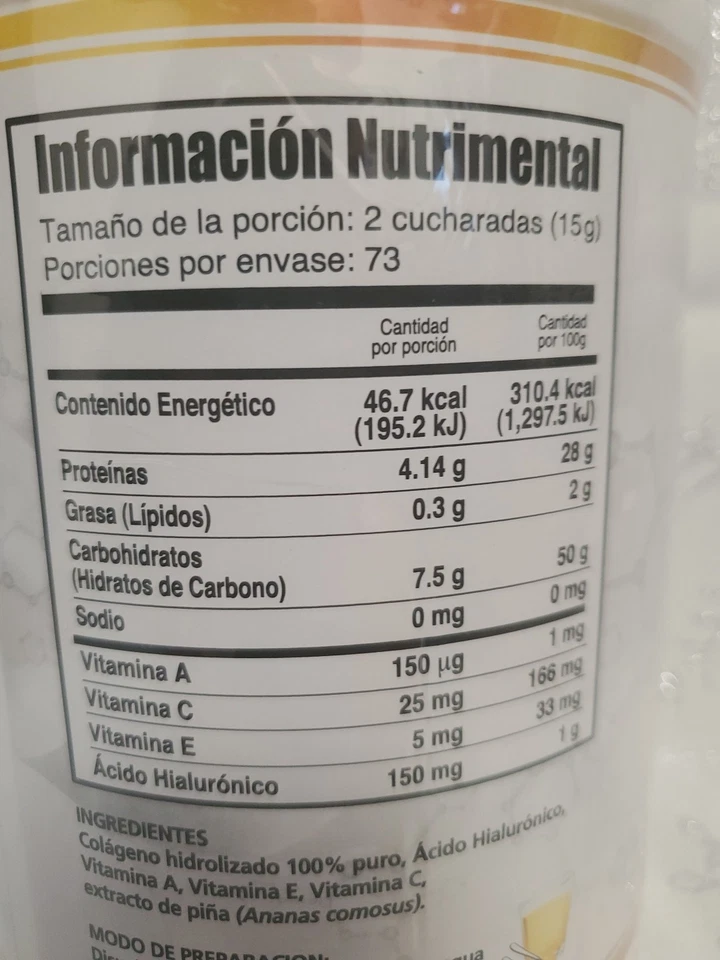 Información Nutrimental
Tamaño de la porción: 2 cucharadas (15g)
Porciones por envase: 73
Cantidad por porción
Cantidad por 100g
Contenido Energético 46.7 kcal (195.2 kJ) 310.4 kcal (1,297.5 kJ)
Proteínas 4.14 g 28 g
Grasa (Lípidos) 0.3 g 2 g
Carbohidratos
(Hidratos de Carbono) 7.5 g 50 g
Sodio 0 mg 0 mg
Vitamina A 150 µg 1 mg
Vitamina C 25 mg 166 mg
Vitamina E 5 mg 33 mg
Ácido Hialurónico 150 mg 1 g
INGREDIENTES
Colágeno hidrolizado 100% puro, Ácido Hialurónico,
Vitamina A, Vitamina E, Vitamina C,
extracto de piña (Ananas comosus).
MODO DE PREPARACION: